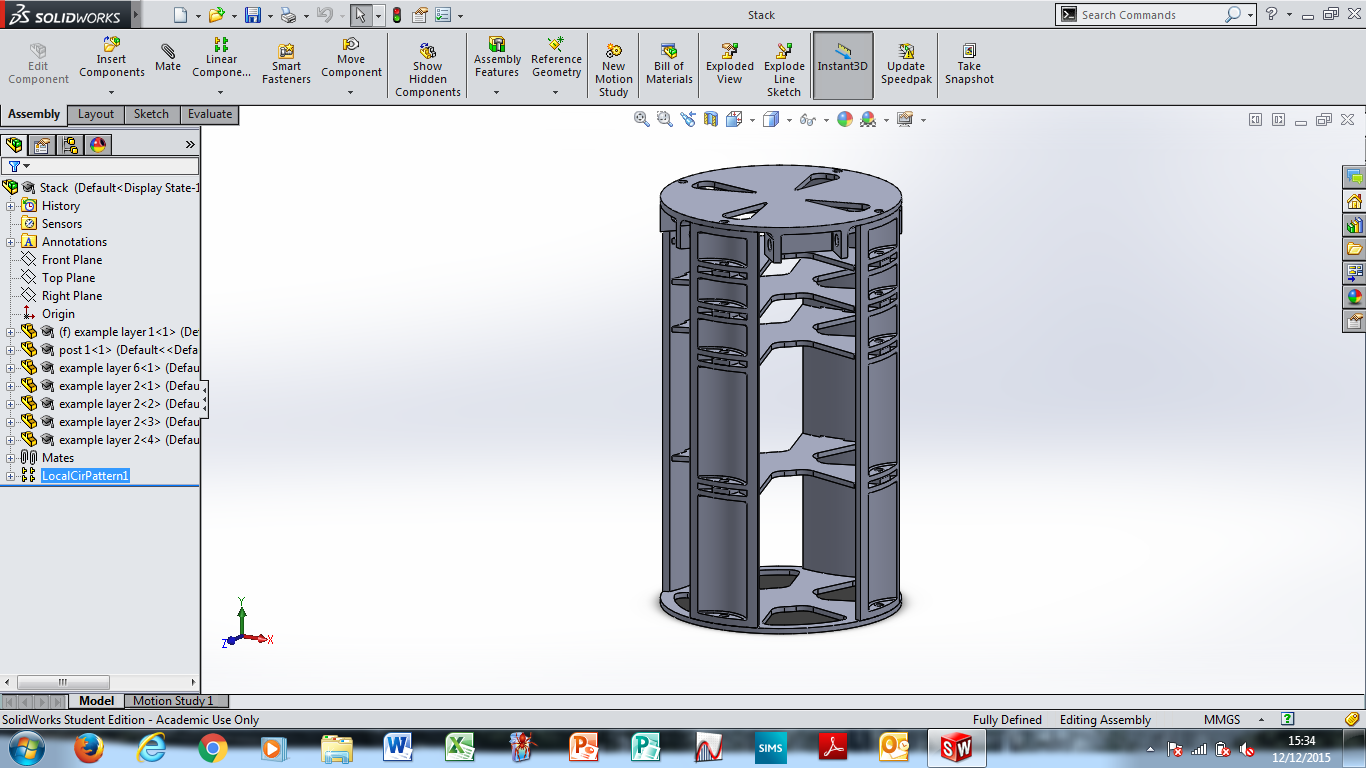 SOLIDWORKS
Stack
Search Commands
Edit Component
Insert Components
Mate
Linear Compone...
Smart Fasteners
Move Component
Show Hidden Components
Assembly Features
Reference Geometry
New Motion Study
Bill of Materials
Exploded View
Explode Line Sketch
Instant3D
Update Speedpak
Take Snapshot
Assembly Layout Sketch Evaluate
Stack (Default<Display State-1
History
Sensors
A Annotations
Front Plane
Top Plane
Right Plane
Origin
(f) example layer 1<1> (De
post 1<1> (Default<<Defa
example layer 6<1> (Defau
example layer 2<1> (Defau
example layer 2<2> (Defau
example layer 2<3> (Defau
example layer 2<4> (Defau
Mates
LocalCirPattern1
Y
Z X
Model Motion Study 1
SolidWorks Student Edition - Academic Use Only
Fully Defined Editing Assembly MMGS
SIMS
SW
15:34
12/12/2015